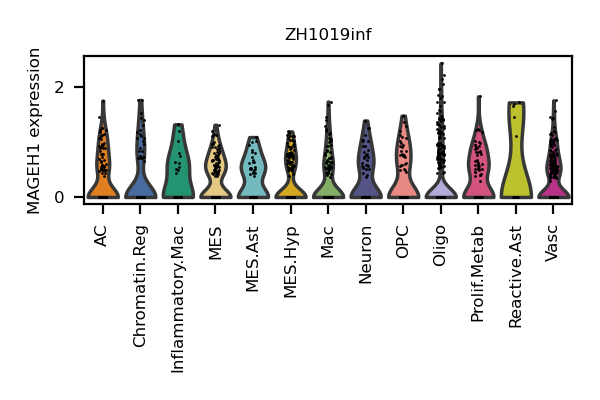 ZH1019inf
MAGEH1 expression
2
0
AC
Chromatin.Reg
Inflammatory.Mac
MES
MES.Ast
MES.Hyp
Mac
Neuron
OPC
Oligo
Prolif.Metab
Reactive.Ast
Vasc